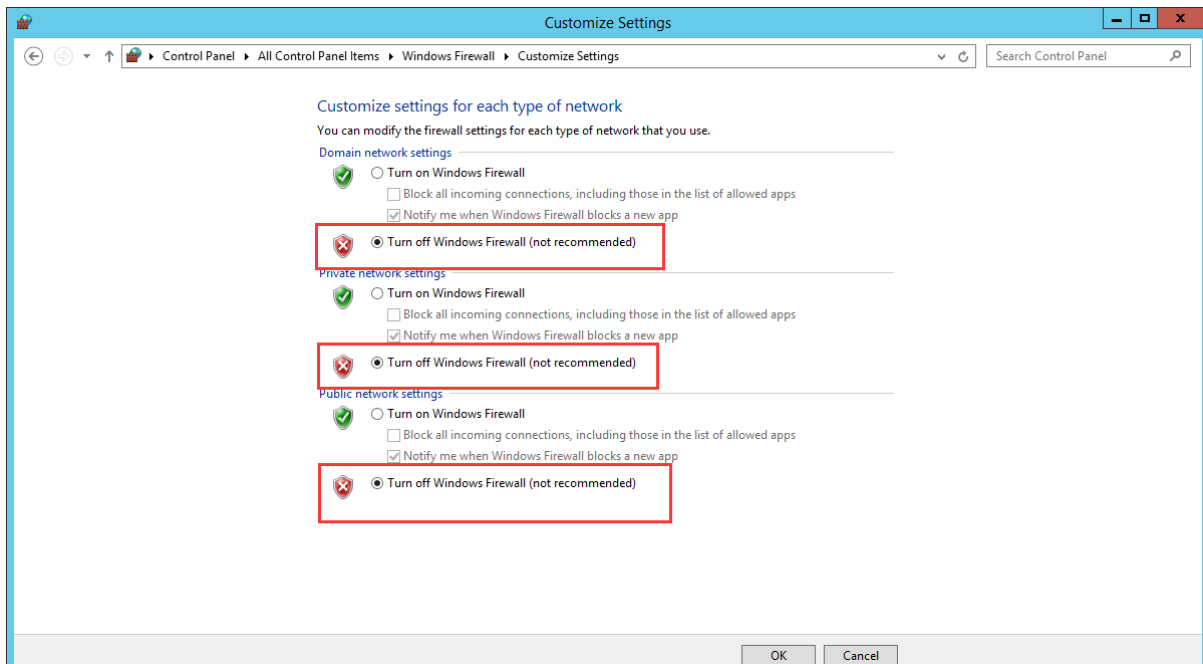 Customize Settings
Control Panel All Control Panel Items Windows Firewall Customize Settings Search Control Panel
Customize settings for each type of network
You can modify the firewall settings for each type of network that you use.
Domain network settings
Turn on Windows Firewall
Block all incoming connections, including those in the list of allowed apps
Notify me when Windows Firewall blocks a new app
Turn off Windows Firewall (not recommended)
Private network settings
Turn on Windows Firewall
Block all incoming connections, including those in the list of allowed apps
Notify me when Windows Firewall blocks a new app
Turn off Windows Firewall (not recommended)
Public network settings
Turn on Windows Firewall
Block all incoming connections, including those in the list of allowed apps
Notify me when Windows Firewall blocks a new app
Turn off Windows Firewall (not recommended)
OK Cancel